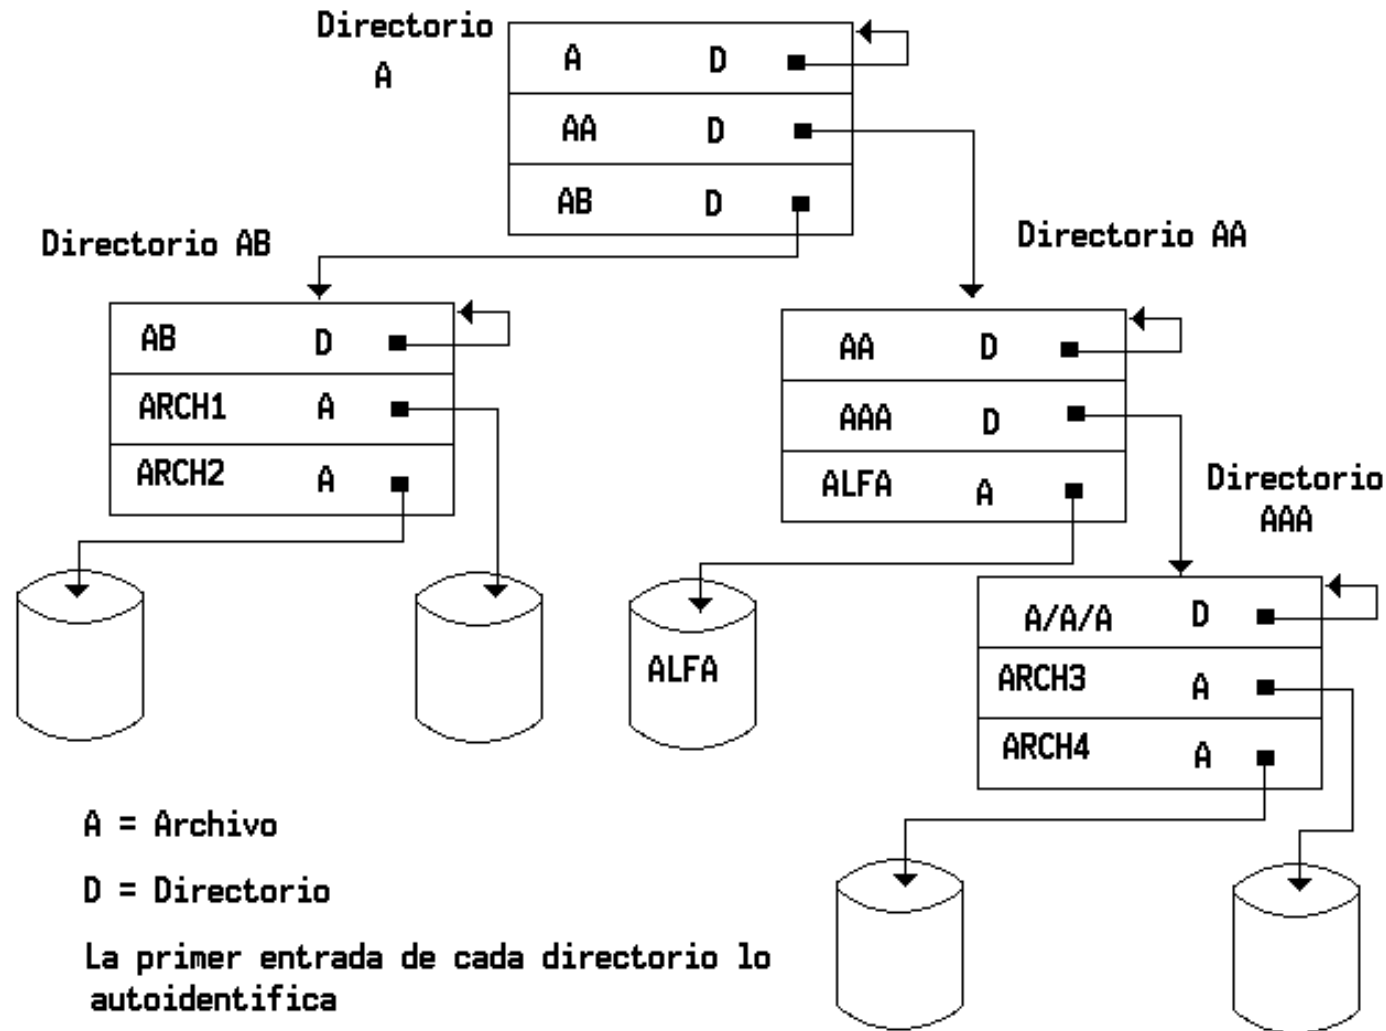 Directorio
A
A D
AA D
AB D
Directorio AB
Directorio AA
AB D
ARCH1 A
ARCH2 A
AA D
AAA D
ALFA A
Directorio
AAA
ALFA
A/A/A D
ARCH3 A
ARCH4 A
A = Archivo
D = Directorio
La primer entrada de cada directorio lo
autoidentifica